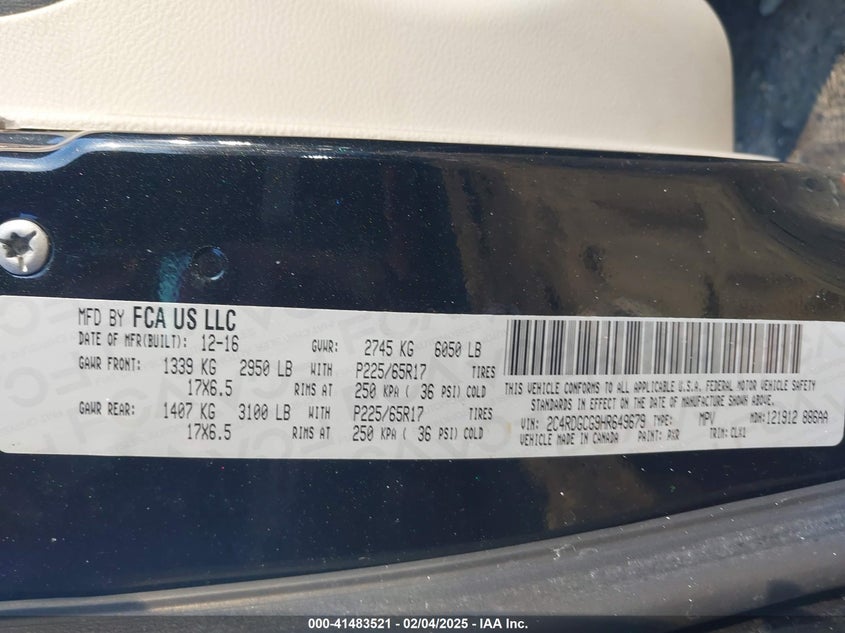 MFD BY FCA US LLC
DATE OF MFR(BUILT): 12-16 GVWR: 2745 KG 6050 LB
GAWR FRONT: 1339 KG 2950 LB WITH P225/65R17 TIRES
17X6.5 RIMS AT 250 KPA ( 36 PSI) COLD
GAWR REAR: 1407 KG 3100 LB WITH P225/65R17 TIRES
17X6.5 RIMS AT 250 KPA ( 36 PSI) COLD
THIS VEHICLE CONFORMS TO ALL APPLICABLE U.S.A. FEDERAL MOTOR VEHICLE SAFETY
STANDARDS IN EFFECT ON THE DATE OF MANUFACTURE SHOWN ABOVE.
VIN: 2C4RDGCG9HR649679 TYPE: MPV MDH: 121912 886AA
VEHICLE MADE IN CANADA PAINT: PXR TRIM: CLX1
000-41483521 - 02/04/2025 - IAA Inc.